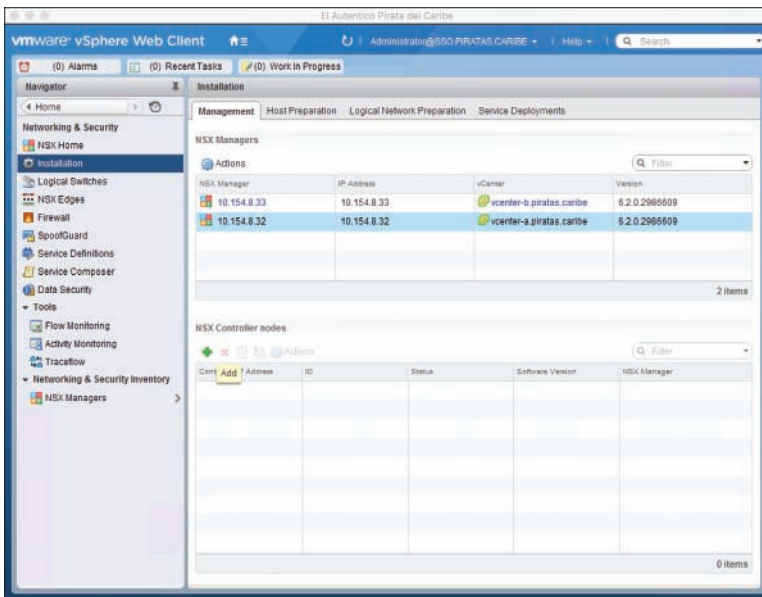 El Autentico Pirata del Caribe
vmware vSphere Web Client
Administrator@SSO.PIRATAS.CARIBE
Help
Search
(0) Alarms
(0) Recent Tasks
(0) Work in Progress
Navigator
Installation
Home
Management
Host Preparation
Logical Network Preparation
Service Deployments
Networking & Security
NSX Home
Installation
Logical Switches
NSX Edges
Firewall
SpoofGuard
Service Definitions
Service Composer
Data Security
Tools
Flow Monitoring
Activity Monitoring
Traceflow
Networking & Security Inventory
NSX Managers
NSX Managers
Actions
Filter
NSX Manager IP Address vCenter Version
10.154.8.33 10.154.8.33 vcenter-b.piratas.caribe 6.2.0.2986609
10.154.8.32 10.154.8.32 vcenter-a.piratas.caribe 6.2.0.2986609
2 items
NSX Controller nodes
Actions
Filter
Address ID Status Software Version NSX Manager
Add
0 items